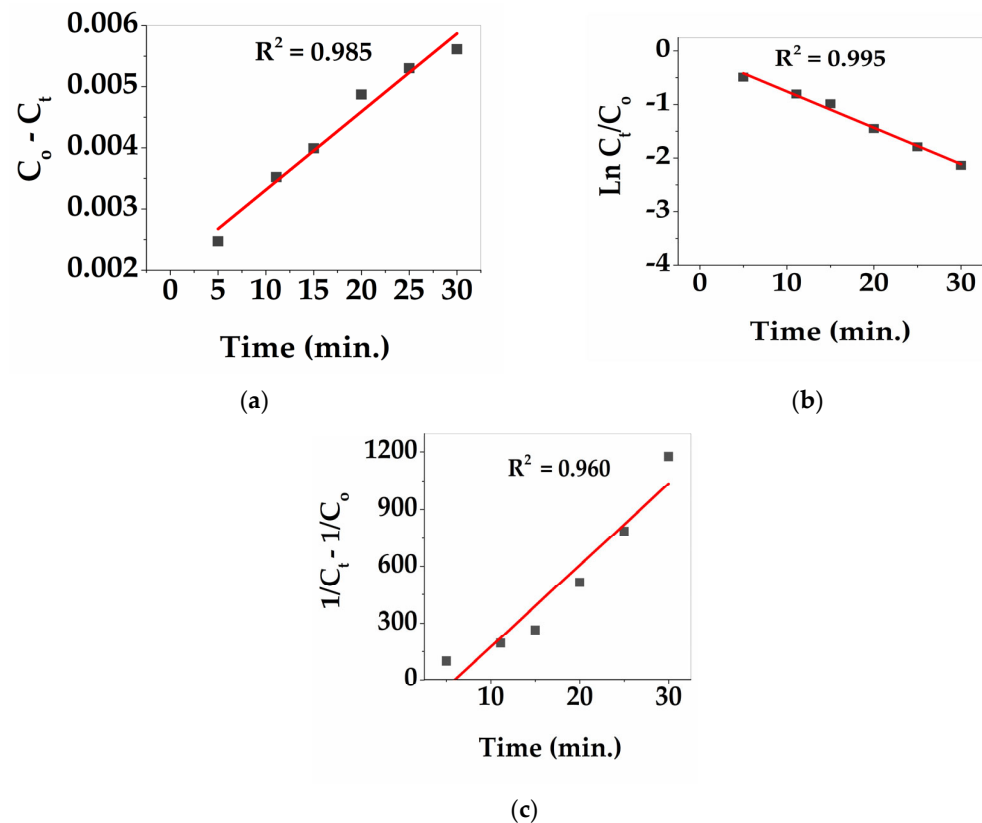 0.006
0.005
0.004
0.003
0.002
C₀ - Cₜ
R² = 0.985
0 5 10 15 20 25 30
Time (min.)
(a)
0
-1
-2
-3
-4
Ln Cₜ/C₀
R² = 0.995
0 10 20 30
Time (min.)
(b)
1200
900
600
300
0
1/Cₜ - 1/C₀
R² = 0.960
10 20 30
Time (min.)
(c)